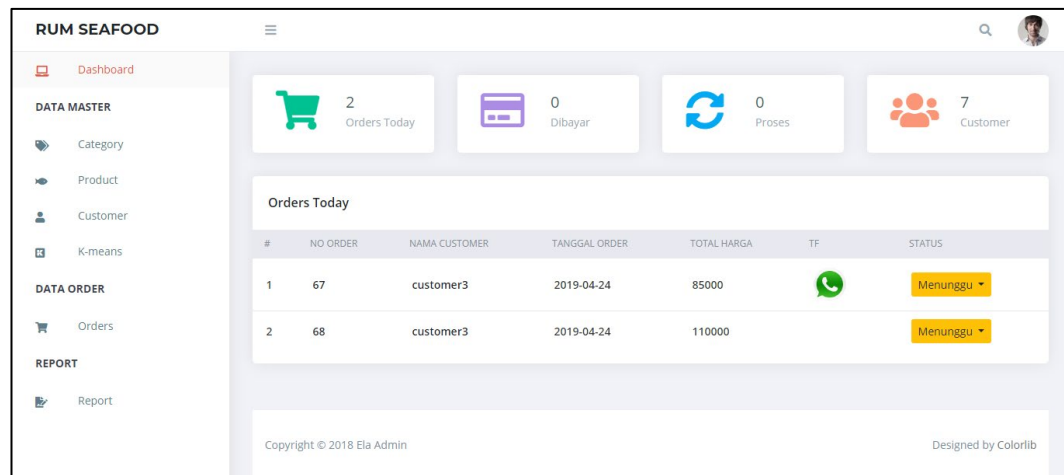 RUM SEAFOOD
Dashboard
DATA MASTER
Category
Product
Customer
K-means
DATA ORDER
Orders
REPORT
Report
2
Orders Today
0
Dibayar
0
Proses
7
Customer
Orders Today
# NO ORDER NAMA CUSTOMER TANGGAL ORDER TOTAL HARGA TF STATUS
1 67 customer3 2019-04-24 85000 Menunggu
2 68 customer3 2019-04-24 110000 Menunggu
Copyright © 2018 Ela Admin
Designed by Colorlib